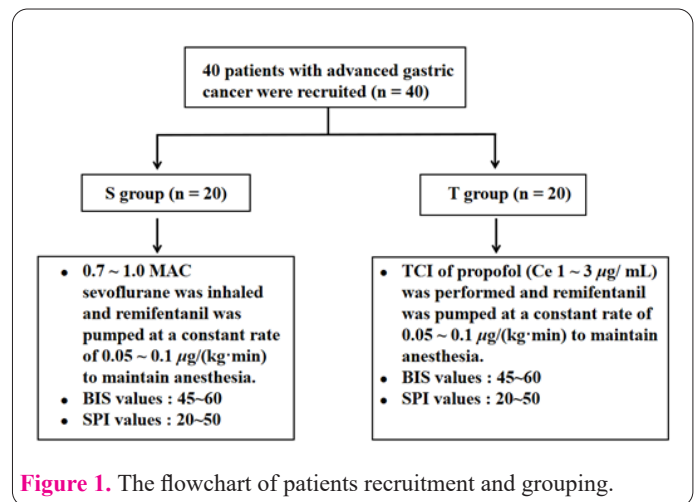 40 patients with advanced gastric
cancer were recruited (n = 40)
S group (n = 20)
T group (n = 20)
• 0.7 ~ 1.0 MAC
sevoflurane was inhaled
and remifentanil was
pumped at a constant rate
of 0.05 ~ 0.1 μg/(kg·min)
to maintain anesthesia.
• BIS values : 45~60
• SPI values : 20~50
• TCI of propofol (Ce 1 ~ 3 μg/ mL)
was performed and remifentanil
was pumped at a constant rate of
0.05 ~ 0.1 μg/(kg·min) to maintain
anesthesia.
• BIS values : 45~60
• SPI values : 20~50
Figure 1. The flowchart of patients recruitment and grouping.